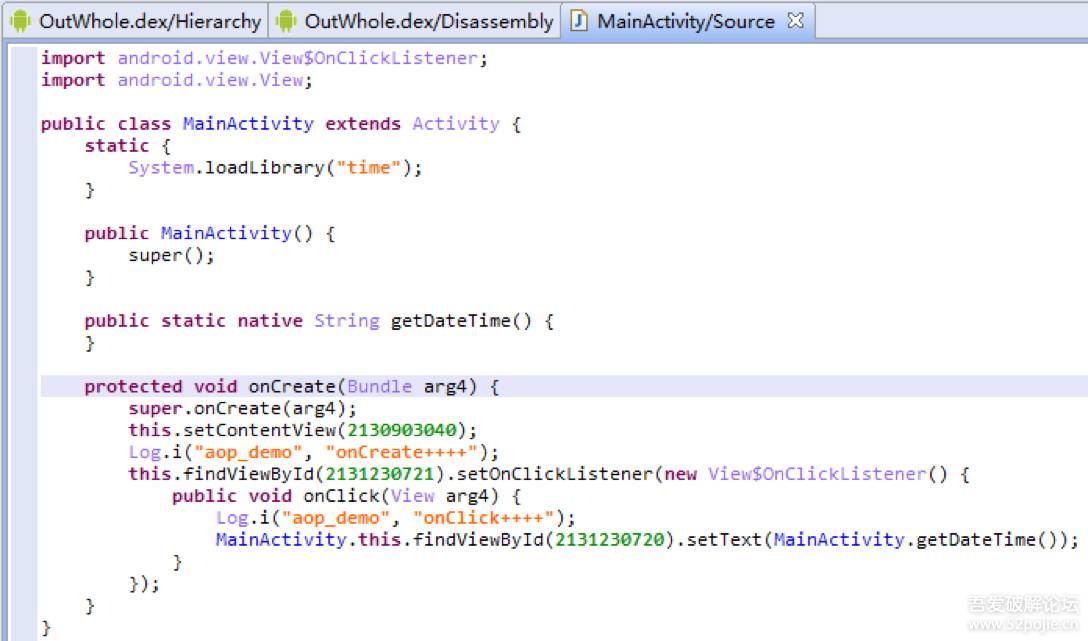 OutWhole.dex/Hierarchy OutWhole.dex/Disassembly MainActivity/Source
import android.view.View$OnClickListener;
import android.view.View;
public class MainActivity extends Activity {
static {
System.loadLibrary("time");
}
public MainActivity() {
super();
}
public static native String getDateTime() {
}
protected void onCreate(Bundle arg4) {
super.onCreate(arg4);
this.setContentView(2130903040);
Log.i("aop_demo", "onCreate++++");
this.findViewById(2131230721).setOnClickListener(new View$OnClickListener() {
public void onClick(View arg4) {
Log.i("aop_demo", "onClick++++");
MainActivity.this.findViewById(2131230720).setText(MainActivity.getDateTime());
}
});
}
}
吾爱破解论坛
www.52pojie.cn